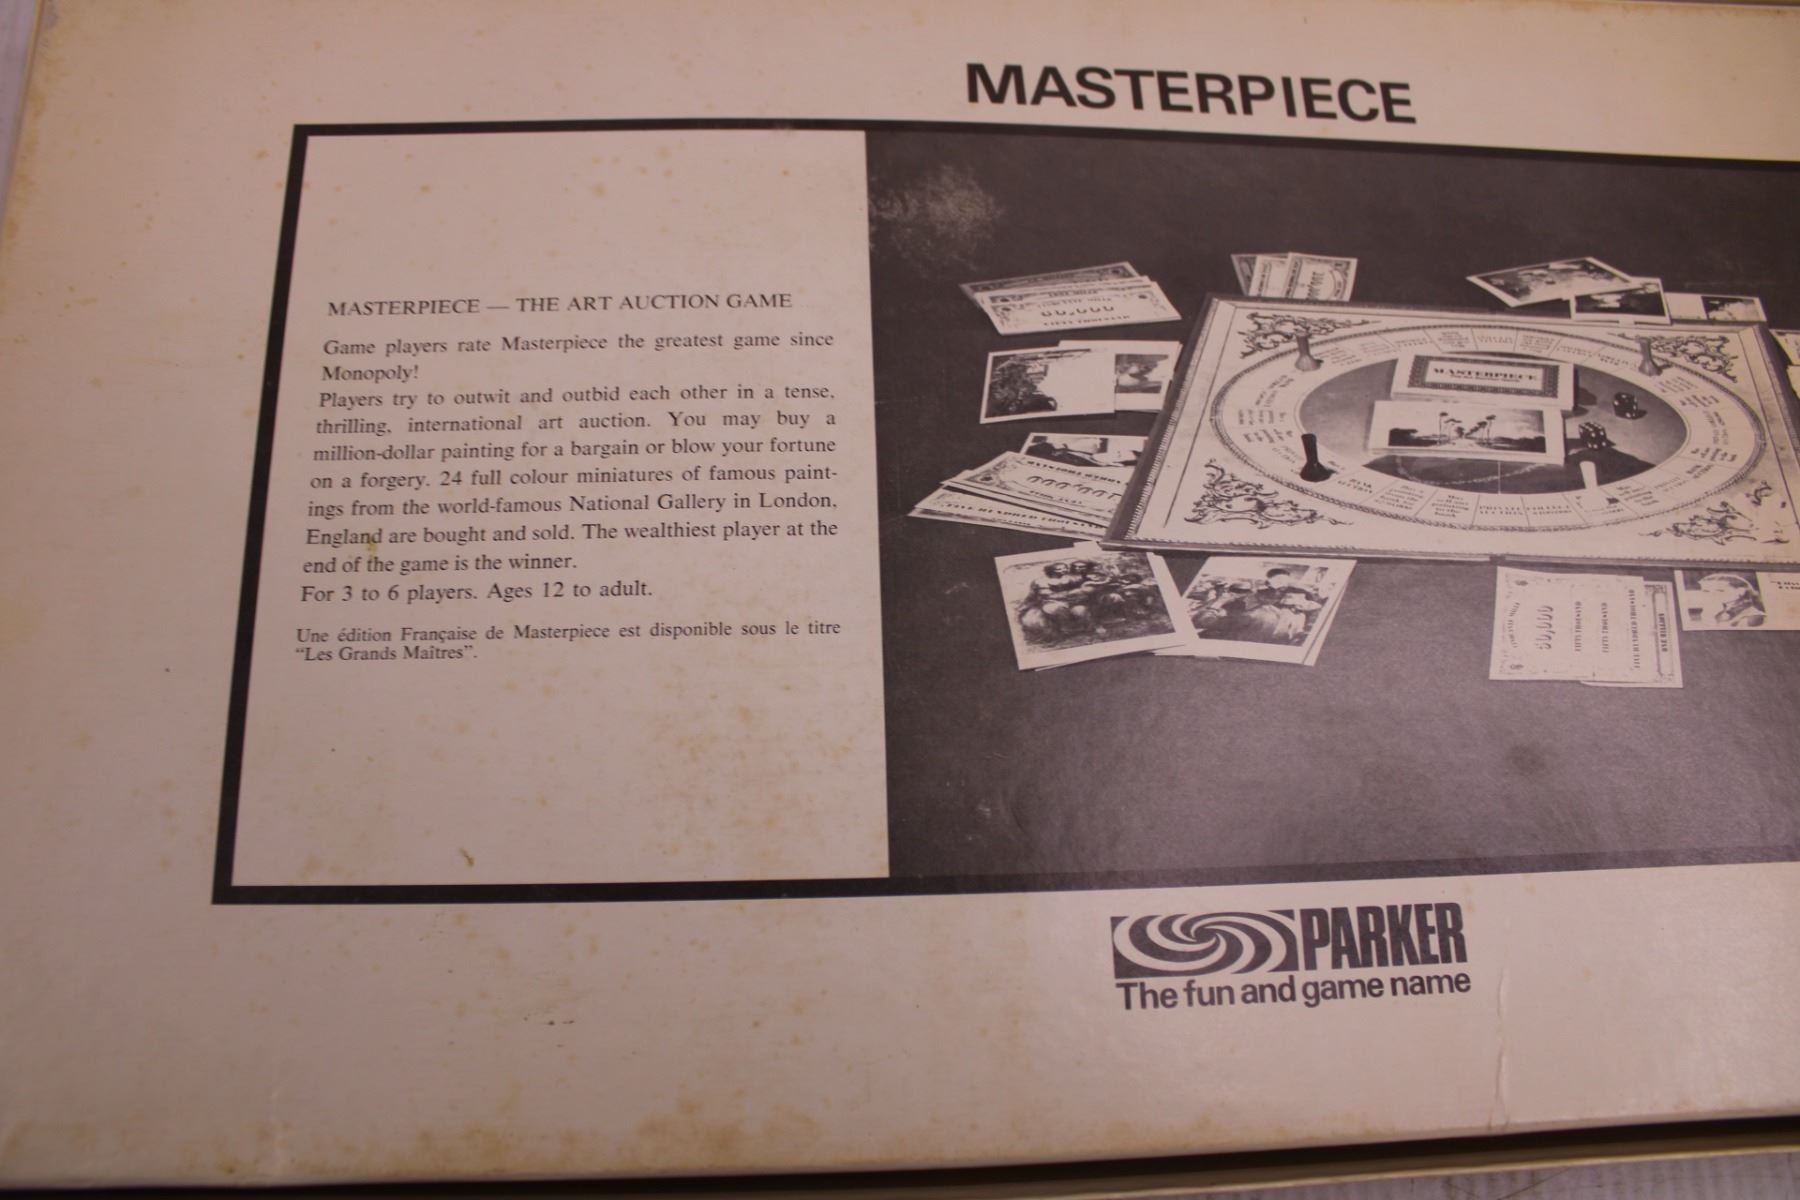 MASTERPIECE
MASTERPIECE — THE ART AUCTION GAME
Game players rate Masterpiece the greatest game since
Monopoly!
Players try to outwit and outbid each other in a tense,
thrilling, international art auction. You may buy a
million-dollar painting for a bargain or blow your fortune
on a forgery. 24 full colour miniatures of famous paint-
ings from the world-famous National Gallery in London,
England are bought and sold. The wealthiest player at the
end of the game is the winner.
For 3 to 6 players. Ages 12 to adult.
Une édition Française de Masterpiece est disponible sous le titre
“Les Grands Maîtres”.
MASTERPIECE
PARKER
The fun and game name